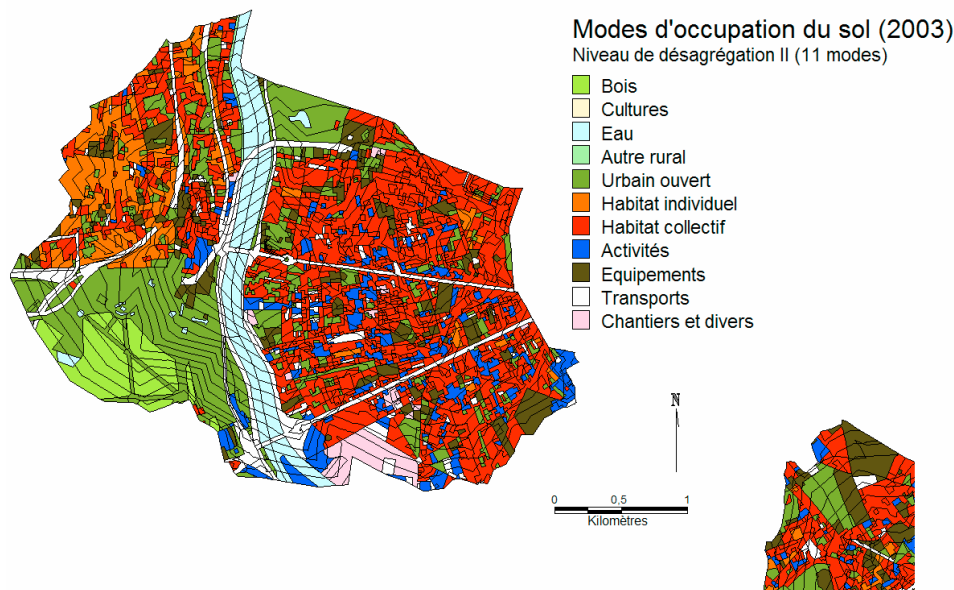 Modes d'occupation du sol (2003)
Niveau de désagrégation II (11 modes)
Bois
Cultures
Eau
Autre rural
Urbain ouvert
Habitat individuel
Habitat collectif
Activités
Equipements
Transports
Chantiers et divers
N
0 0,5 1
Kilomètres